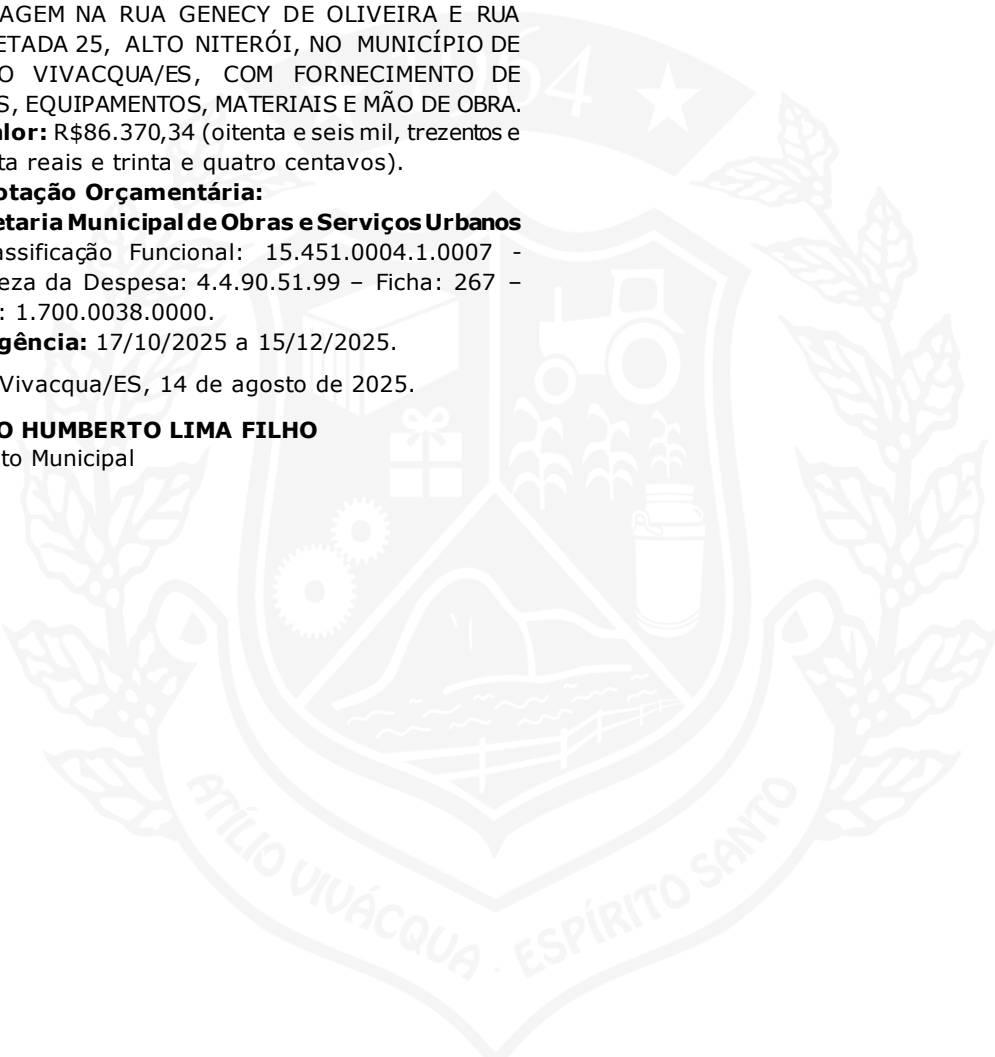 AGEM NA RUA GENECY DE OLIVEIRA E RUA
ETADA 25, ALTO NITERÓI, NO MUNICÍPIO DE
O VIVACQUA/ES, COM FORNECIMENTO DE
S, EQUIPAMENTOS, MATERIAIS E MÃO DE OBRA.
alor: R$86.370,34 (oitenta e seis mil, trezentos e
ta reais e trinta e quatro centavos).
otação Orçamentária:
etaria Municipal de Obras e Serviços Urbanos
assificação Funcional: 15.451.0004.1.0007 -
eza da Despesa: 4.4.90.51.99 – Ficha: 267 –
: 1.700.0038.0000.
gência: 17/10/2025 a 15/12/2025.
Vivacqua/ES, 14 de agosto de 2025.
O HUMBERTO LIMA FILHO
to Municipal
1964
ATÍLIO VIVÁCQUA · ESPÍRITO SANTO